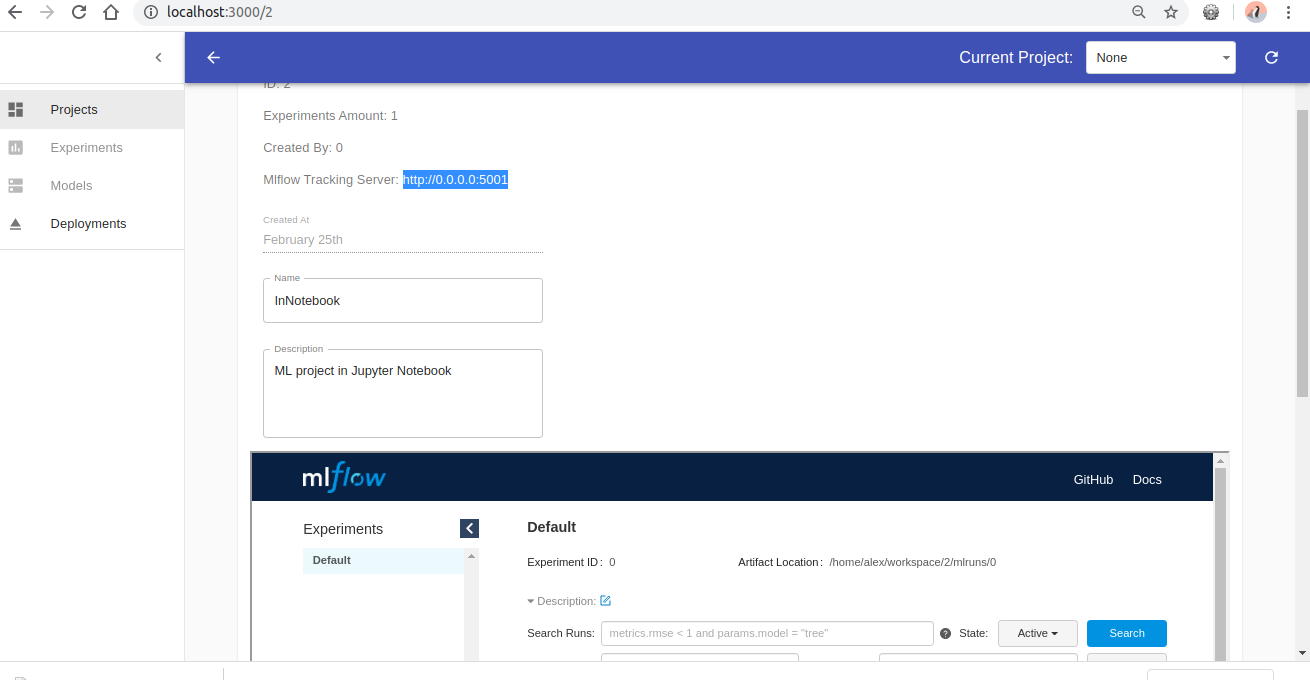 localhost:3000/2
Current Project: None
Projects
Experiments
Models
Deployments
ID: 2
Experiments Amount: 1
Created By: 0
Mlflow Tracking Server: http://0.0.0.0:5001
Created At
February 25th
Name
InNotebook
Description
ML project in Jupyter Notebook
mlflow
GitHub Docs
Experiments
Default
Default
Experiment ID: 0 Artifact Location: /home/alex/workspace/2/mlruns/0
Description:
Search Runs: metrics.rmse < 1 and params.model = "tree" ? State: Active Search